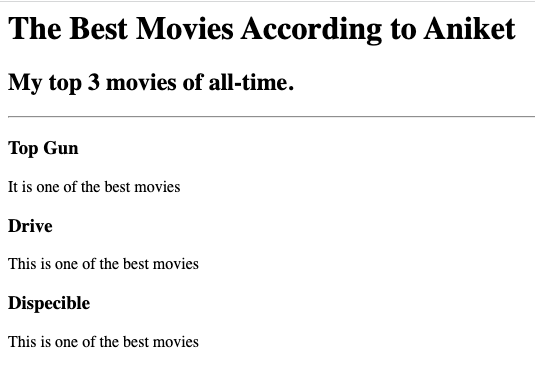 The Best Movies According to Aniket
My top 3 movies of all-time.
Top Gun
It is one of the best movies
Drive
This is one of the best movies
Dispecible
This is one of the best movies